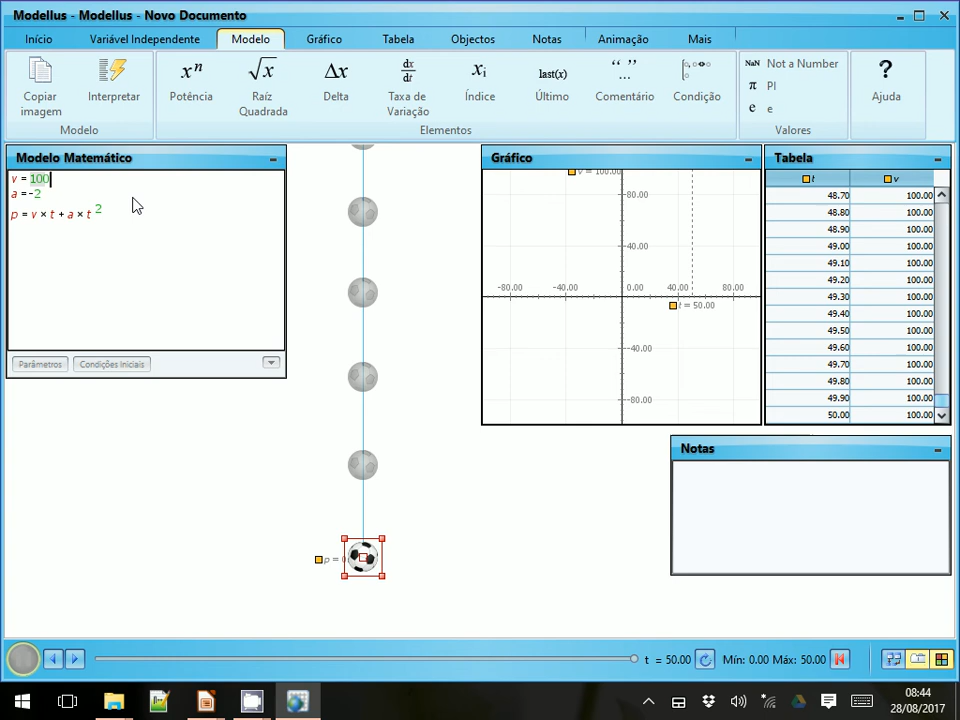 Modellus - Modellus - Novo Documento
Início
Variável Independente
Modelo
Gráfico
Tabela
Objectos
Notas
Animação
Mais
Copiar imagem
Interpretar
xⁿ
Potência
√x
Raíz Quadrada
Δx
Delta
dx/dt
Taxa de Variação
xᵢ
Índice
last(x)
Último
“ ”
...
Comentário
Condição
NaN Not a Number
π PI
e e
?
Ajuda
Modelo
Elementos
Valores
Modelo Matemático
v = 100
a = -2
p = v × t + a × t ²
Parâmetros
Condições Iniciais
Gráfico
v = 100.00
80.00
40.00
-80.00 -40.00 0.00 40.00 80.00
t = 50.00
-40.00
-80.00
Tabela
t v
48.70 100.00
48.80 100.00
48.90 100.00
49.00 100.00
49.10 100.00
49.20 100.00
49.30 100.00
49.40 100.00
49.50 100.00
49.60 100.00
49.70 100.00
49.80 100.00
49.90 100.00
50.00 100.00
Notas
p =
t = 50.00
Mín: 0.00 Máx: 50.00
08:44
28/08/2017